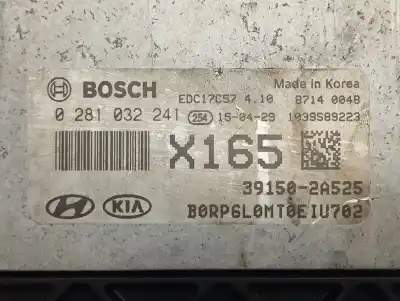 BOSCH
Made in Korea
EDC17C57 4.10 8714 0048
0 281 032 241 254 15-04-29 1039S89223
X165
39150-2A525
KIA B0RP6L0MT0EIU702